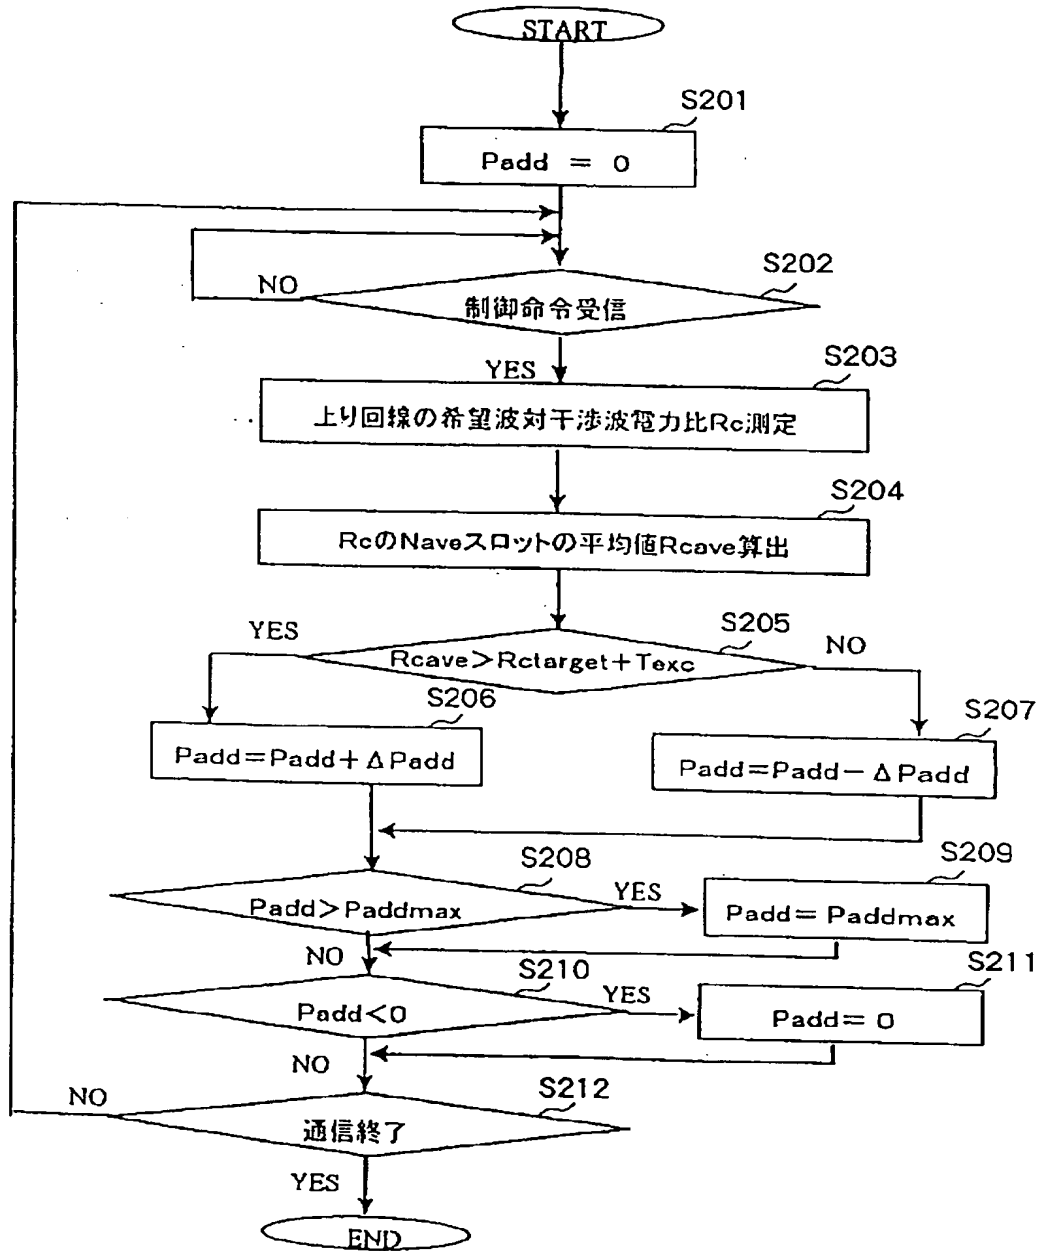 START
S201
Padd = 0
S202
NO
制御命令受信
YES
S203
上り回線の希望波対干渉波電力比Rc測定
S204
RcのNaveスロットの平均値Rcave算出
S205
YES
NO
Rcave>Rctarget+Texc
S206
S207
Padd=Padd+ΔPadd
Padd=Padd-ΔPadd
S208
S209
YES
Padd>Paddmax
Padd=Paddmax
NO
S210
S211
YES
Padd<0
Padd=0
NO
S212
NO
通信終了
YES
END